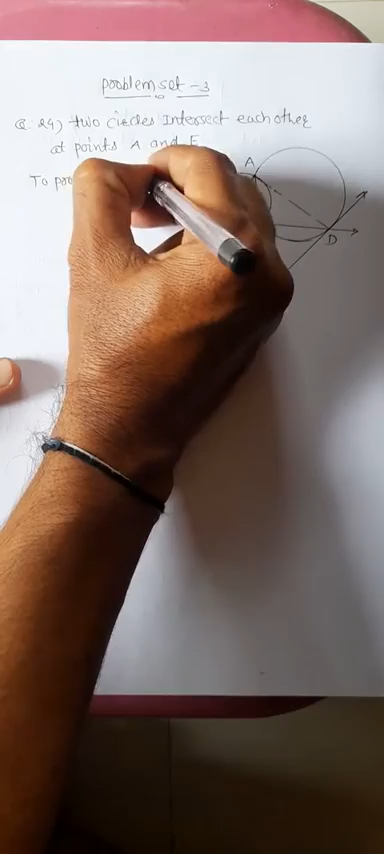 problem set - 3
Q. 24) two circles Intersect each other
at points A and E
To pro
A
D